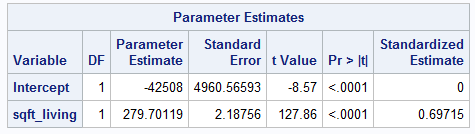 Parameter Estimates
Variable DF Parameter Estimate Standard Error t Value Pr > |t| Standardized Estimate
Intercept 1 -42508 4960.56593 -8.57 <.0001 0
sqft_living 1 279.70119 2.18756 127.86 <.0001 0.69715